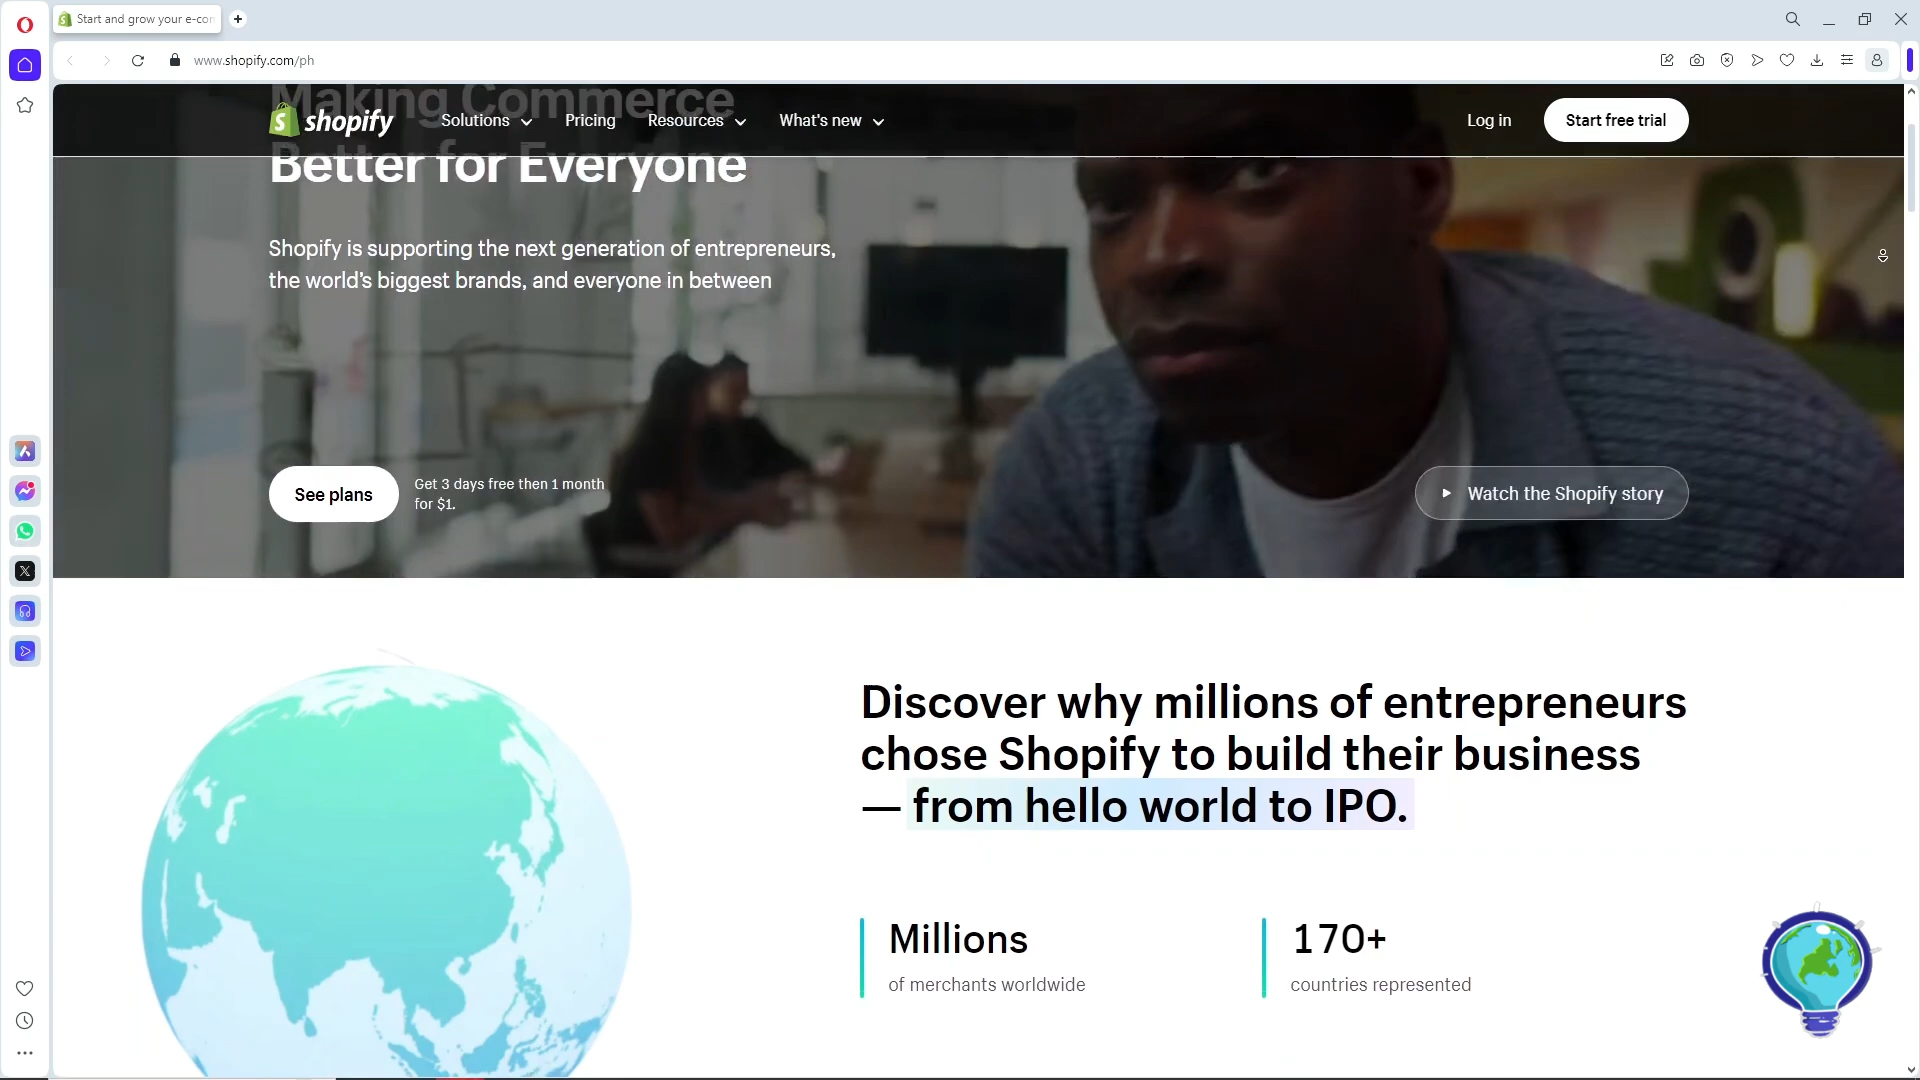 Start and grow your e-con
www.shopify.com/ph
Making Commerce
Better for Everyone
shopify
Solutions
Pricing
Resources
What's new
Log in
Start free trial
Shopify is supporting the next generation of entrepreneurs,
the world's biggest brands, and everyone in between
See plans
Get 3 days free then 1 month
for $1.
Watch the Shopify story
Discover why millions of entrepreneurs
chose Shopify to build their business
— from hello world to IPO.
Millions
of merchants worldwide
170+
countries represented